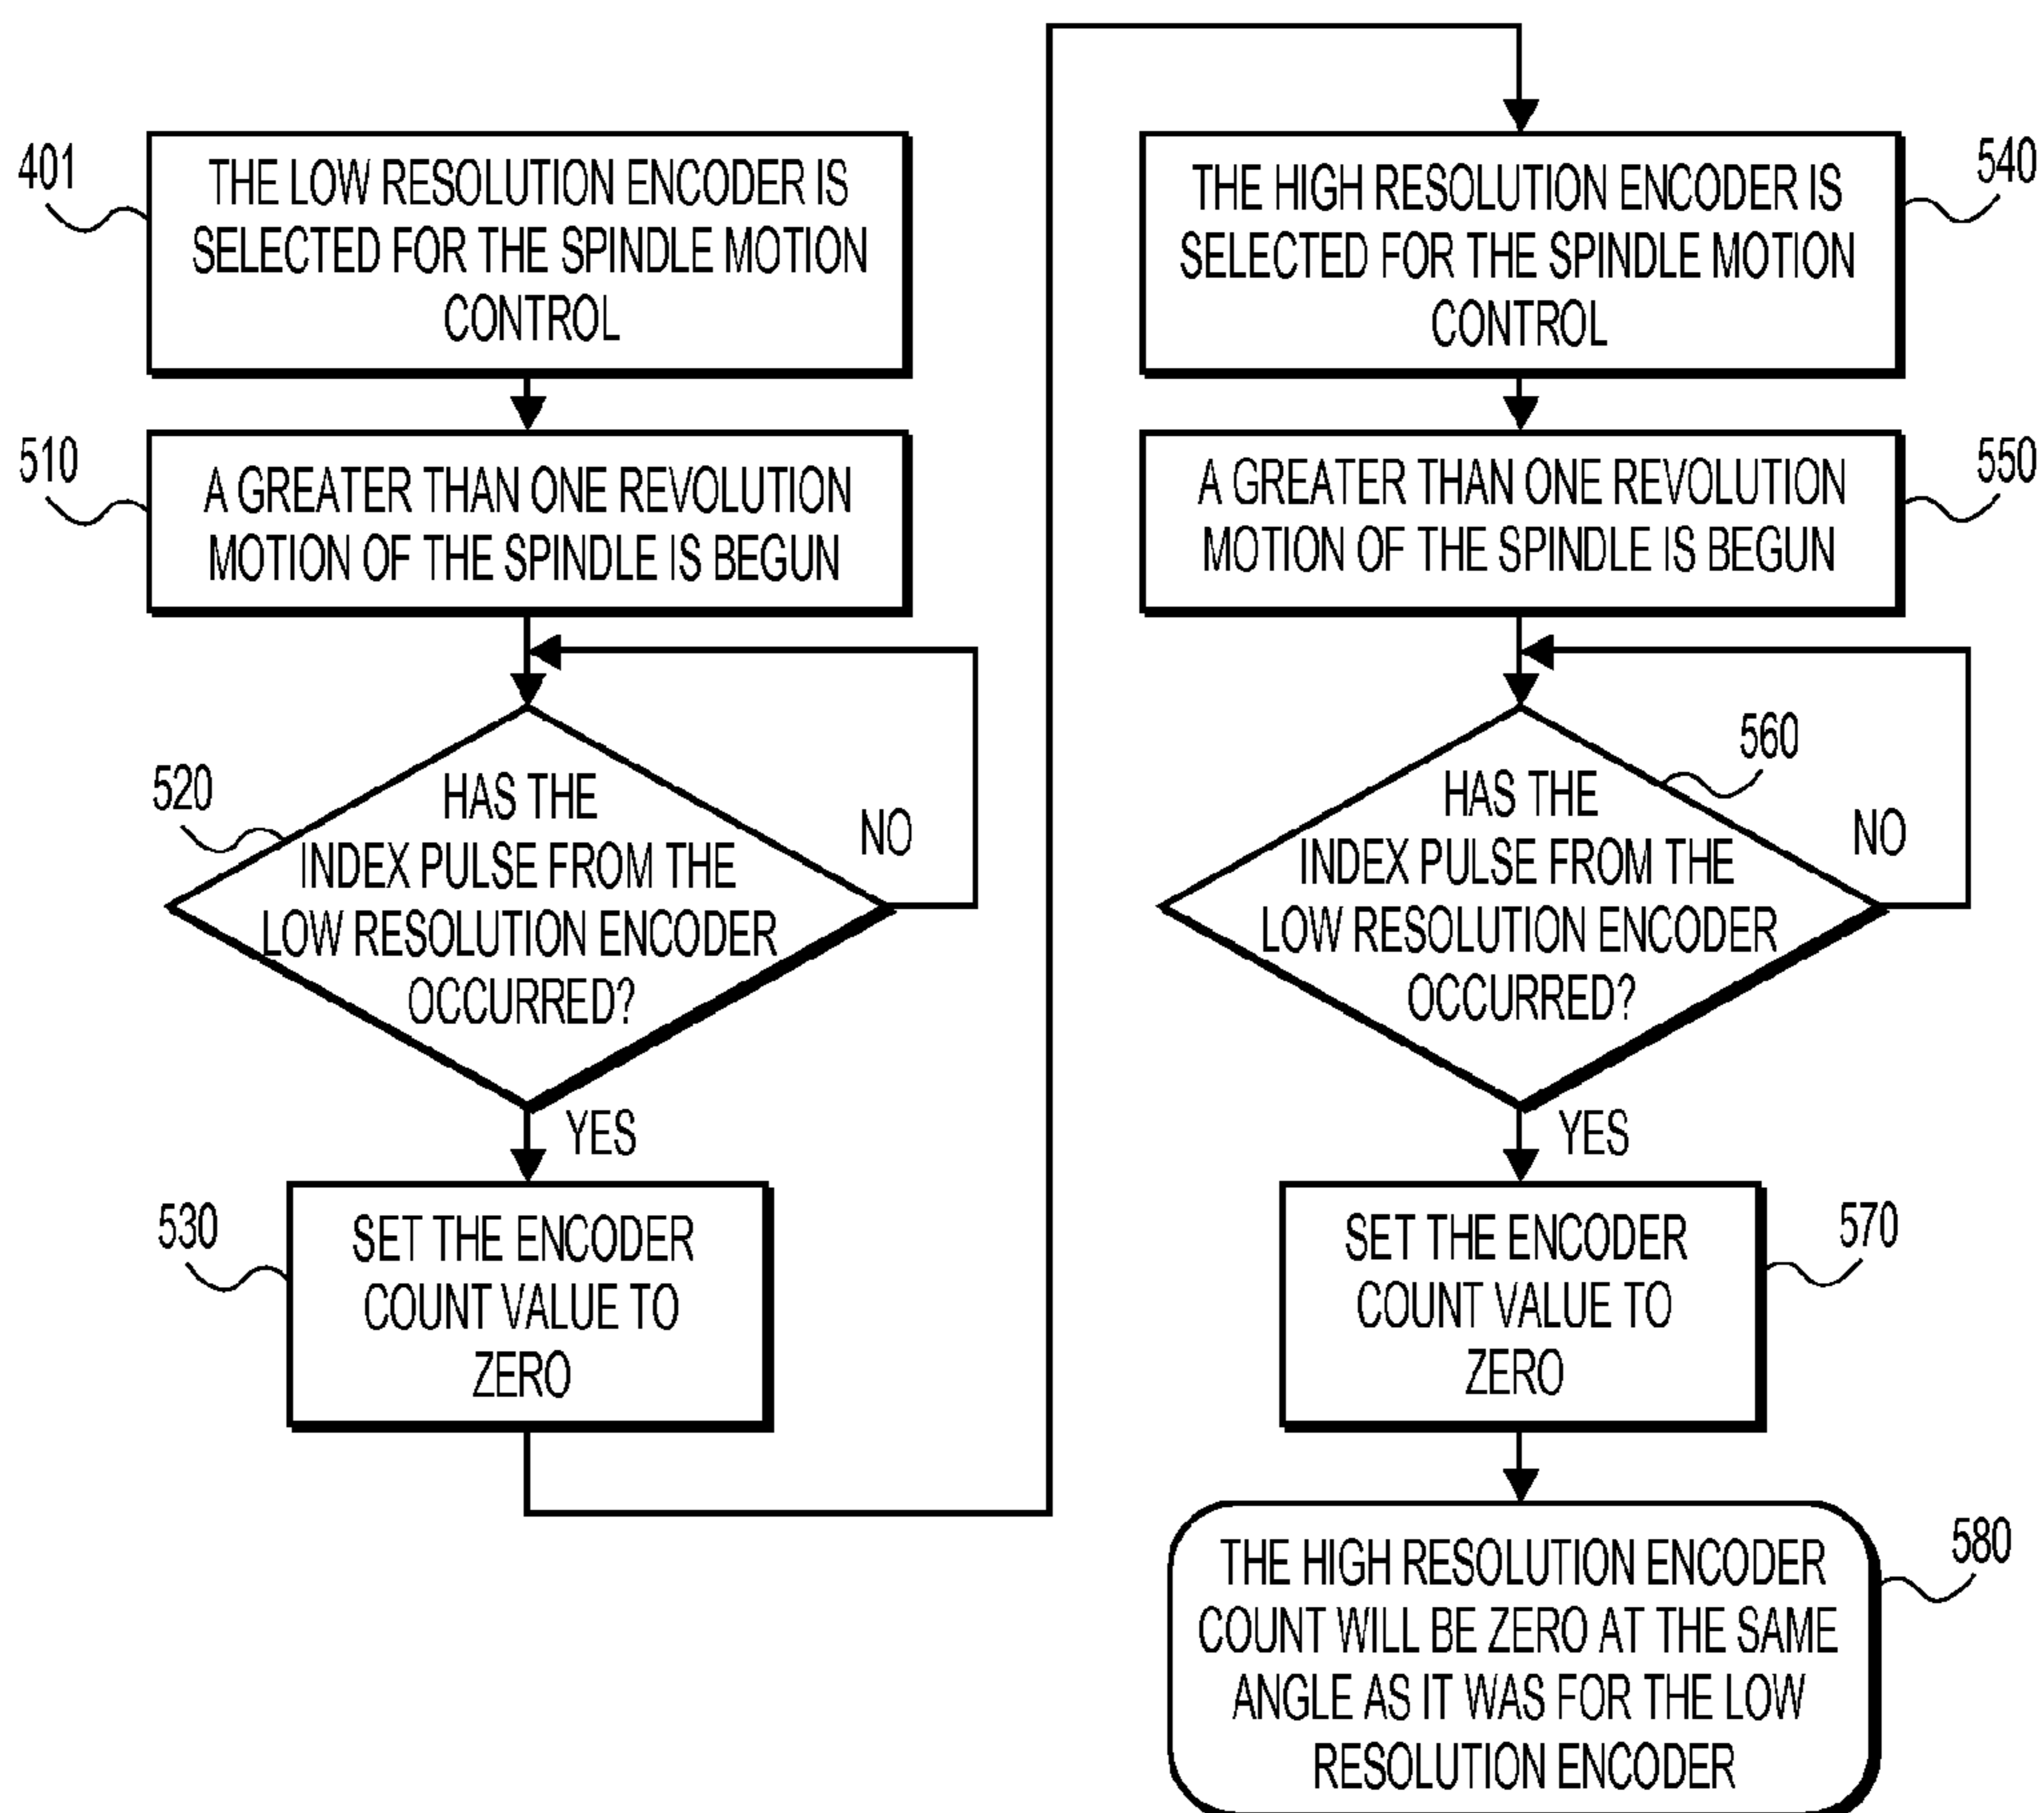 401
THE LOW RESOLUTION ENCODER IS
SELECTED FOR THE SPINDLE MOTION
CONTROL
510
A GREATER THAN ONE REVOLUTION
MOTION OF THE SPINDLE IS BEGUN
520
HAS THE
INDEX PULSE FROM THE
LOW RESOLUTION ENCODER
OCCURRED?
NO
YES
530
SET THE ENCODER
COUNT VALUE TO
ZERO
540
THE HIGH RESOLUTION ENCODER IS
SELECTED FOR THE SPINDLE MOTION
CONTROL
550
A GREATER THAN ONE REVOLUTION
MOTION OF THE SPINDLE IS BEGUN
560
HAS THE
INDEX PULSE FROM THE
LOW RESOLUTION ENCODER
OCCURRED?
NO
YES
570
SET THE ENCODER
COUNT VALUE TO
ZERO
580
THE HIGH RESOLUTION ENCODER
COUNT WILL BE ZERO AT THE SAME
ANGLE AS IT WAS FOR THE LOW
RESOLUTION ENCODER